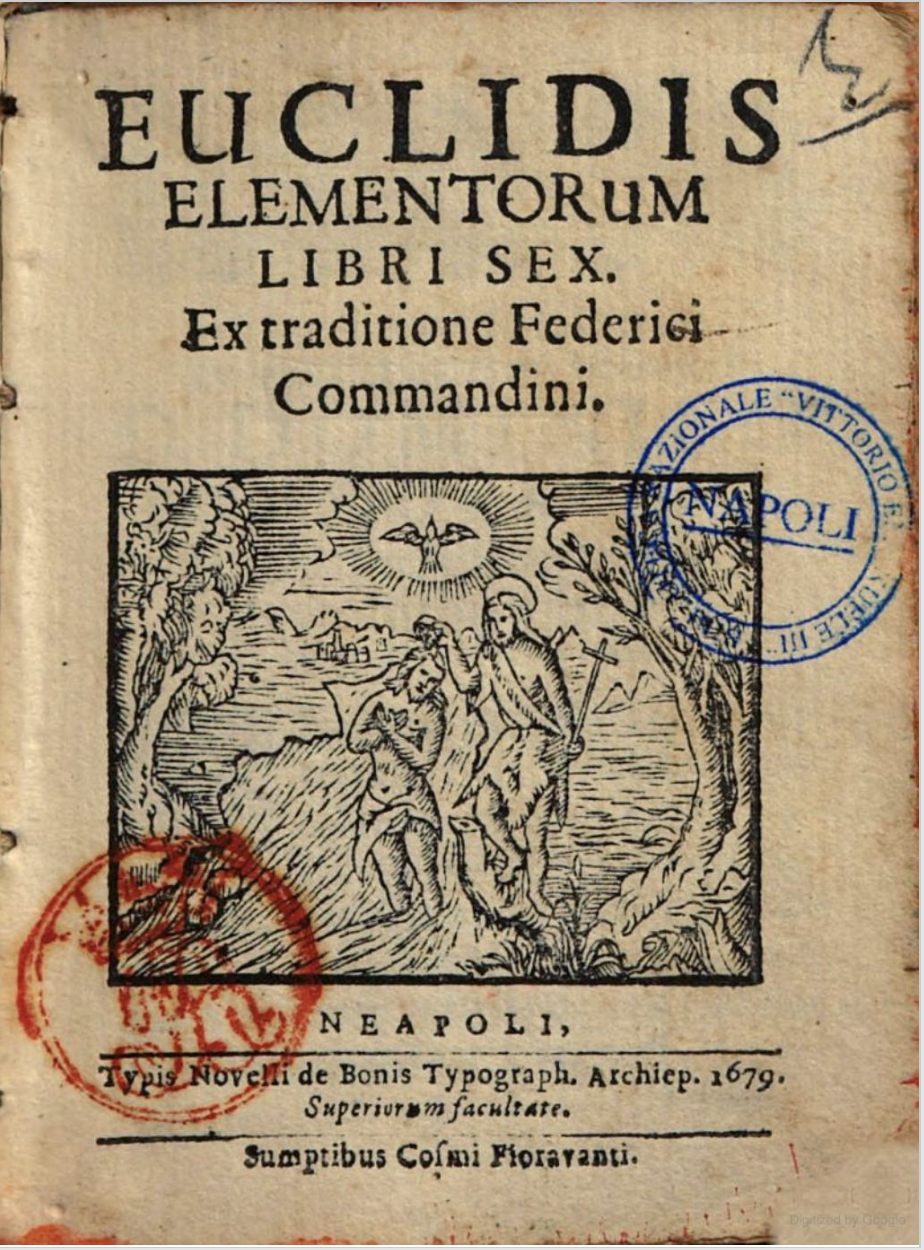 EUCLIDIS
ELEMENTORUM
LIBRI SEX.
Ex traditione Federici
Commandini.
NAZIONALE "VITTORIO E
UELE III"
NAPOLI
NEAPOLI,
Typis Novelli de Bonis Typograph. Archiep. 1679.
Superiorum facultate.
Sumptibus Coſmi Fioravanti.
Digitized by Google